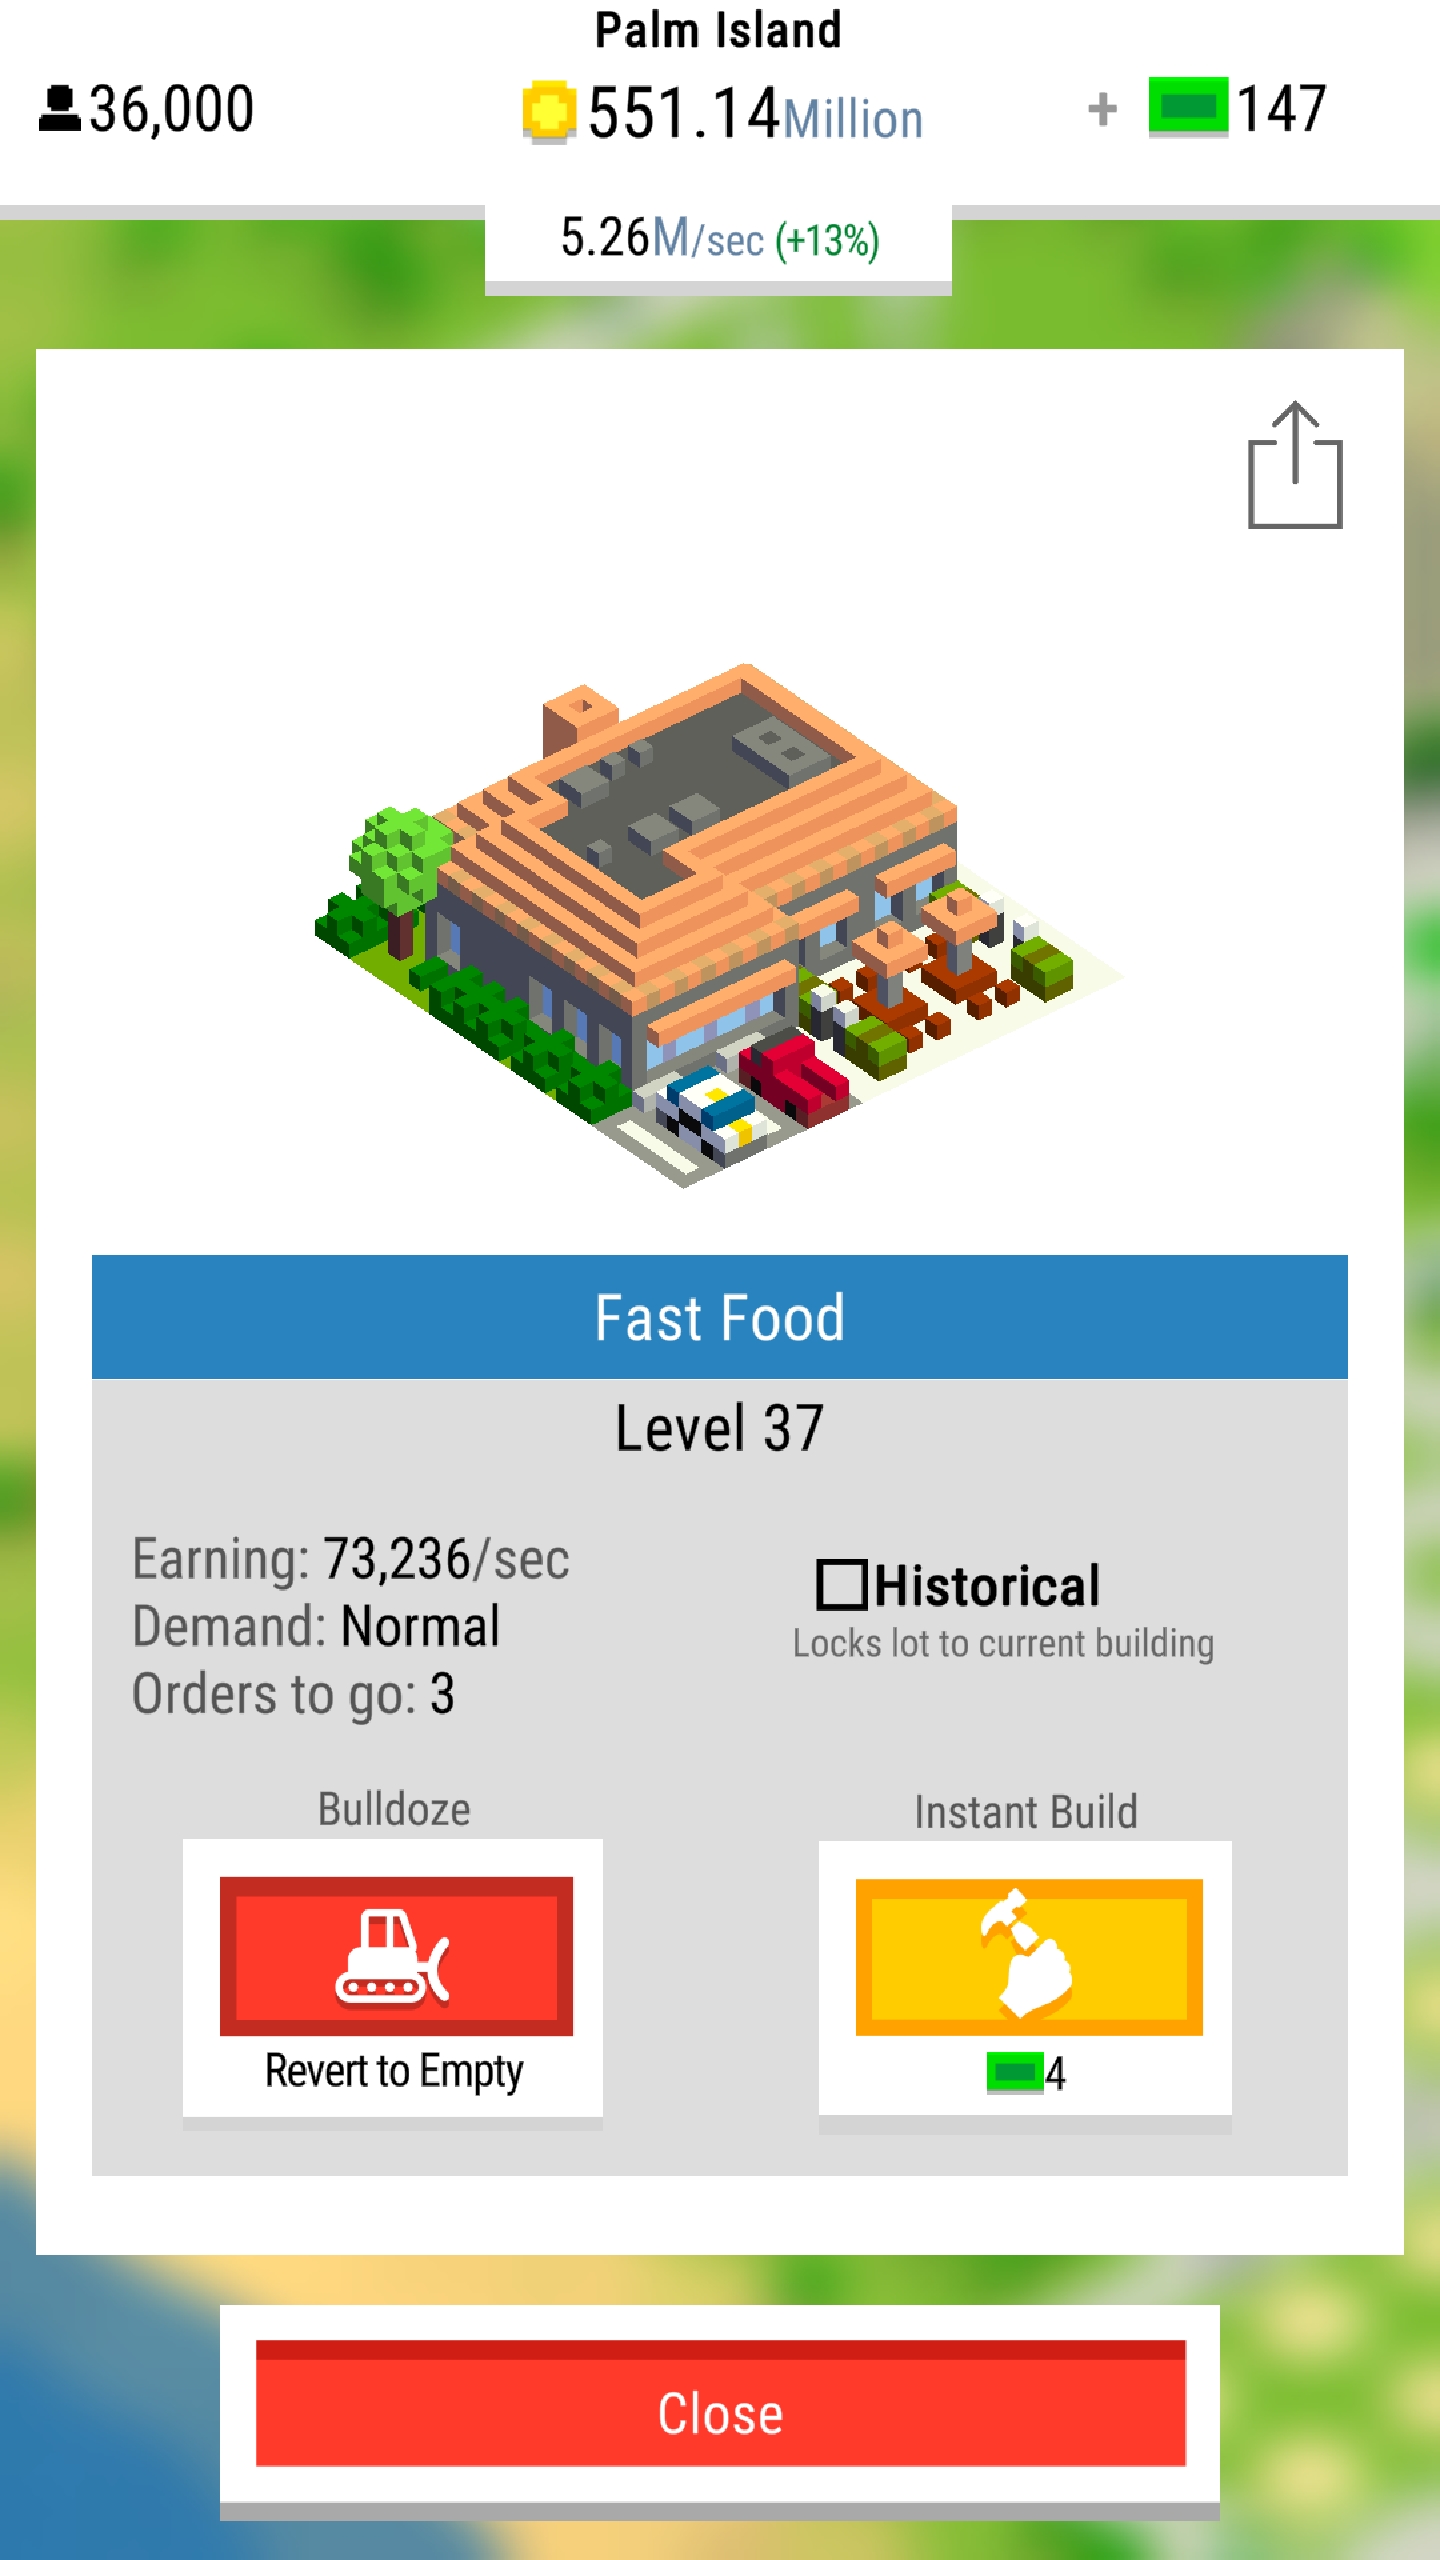 Palm Island
36,000
551.14Million
+ 147
5.26M/sec (+13%)
Fast Food
Level 37
Earning: 73,236/sec
Demand: Normal
Orders to go: 3
Historical
Locks lot to current building
Bulldoze
Revert to Empty
Instant Build
4
Close